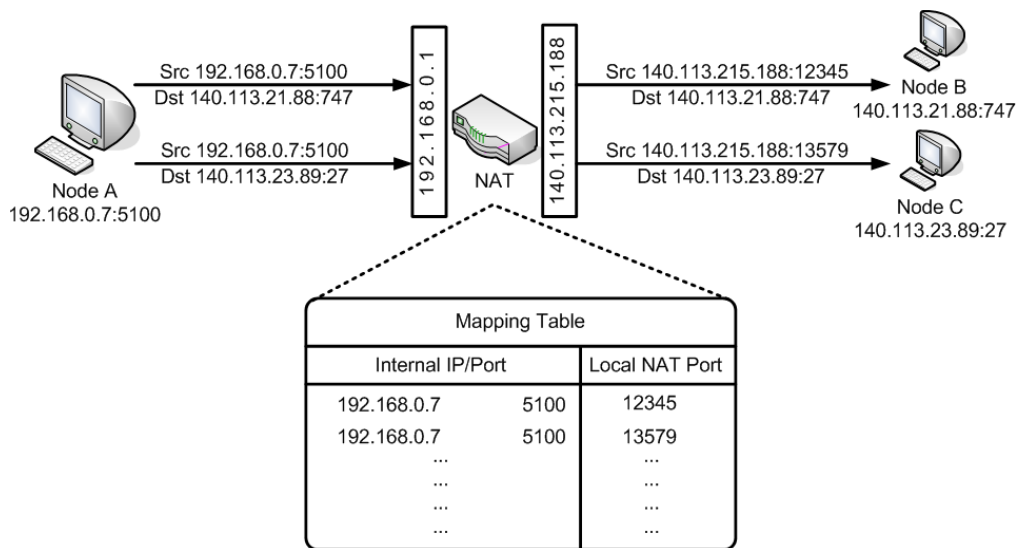 Src 192.168.0.7:5100
Dst 140.113.21.88:747
Src 192.168.0.7:5100
Dst 140.113.23.89:27
Node A
192.168.0.7:5100
192.168.0.1
NAT
140.113.215.188
Src 140.113.215.188:12345
Dst 140.113.21.88:747
Src 140.113.215.188:13579
Dst 140.113.23.89:27
Node B
140.113.21.88:747
Node C
140.113.23.89:27
Mapping Table
Internal IP/Port Local NAT Port
192.168.0.7 5100 12345
192.168.0.7 5100 13579
... ...
... ...
... ...
... ...